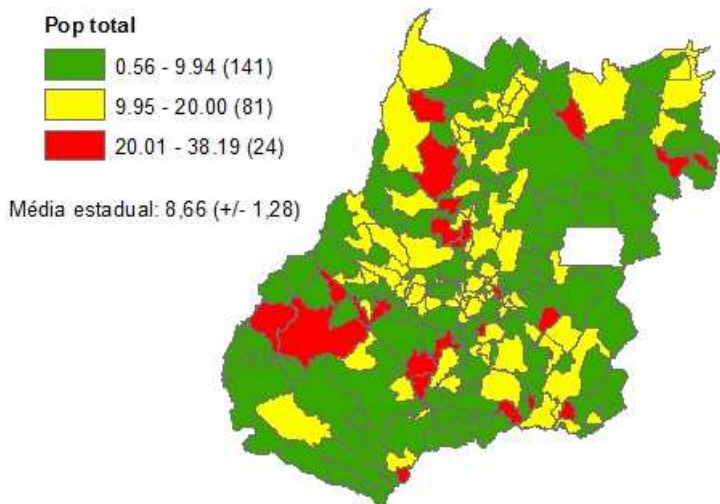 Pop total
0.56 - 9.94 (141)
9.95 - 20.00 (81)
20.01 - 38.19 (24)
Média estadual: 8,66 (+/- 1,28)